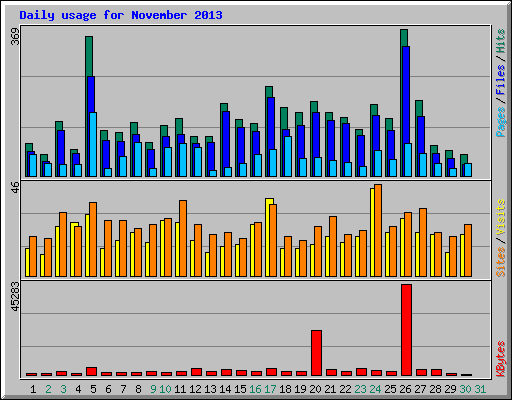 Daily usage for November 2013
369
Pages / Files / Hits
46
Sites / Visits
45283
KBytes
1 2 3 4 5 6 7 8 9 10 11 12 13 14 15 16 17 18 19 20 21 22 23 24 25 26 27 28 29 30 31